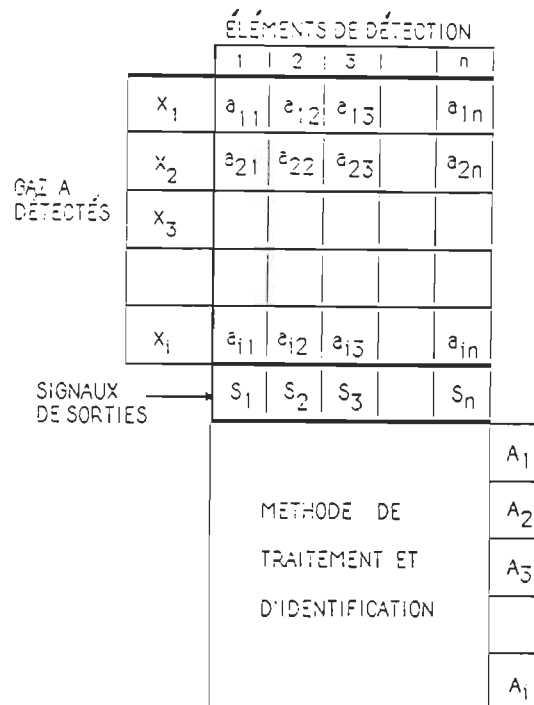 ÉLÉMENTS DE DÉTECTION
1 2 3 n
x1 a11 a12 a13 a1n
x2 a21 a22 a23 a2n
GAZ A
DÉTECTÉS
x3
xi ai1 ai2 ai3 ain
SIGNAUX
DE SORTIES
S1 S2 S3 Sn
A1
METHODE DE
A2
TRAITEMENT ET
A3
D'IDENTIFICATION
Ai